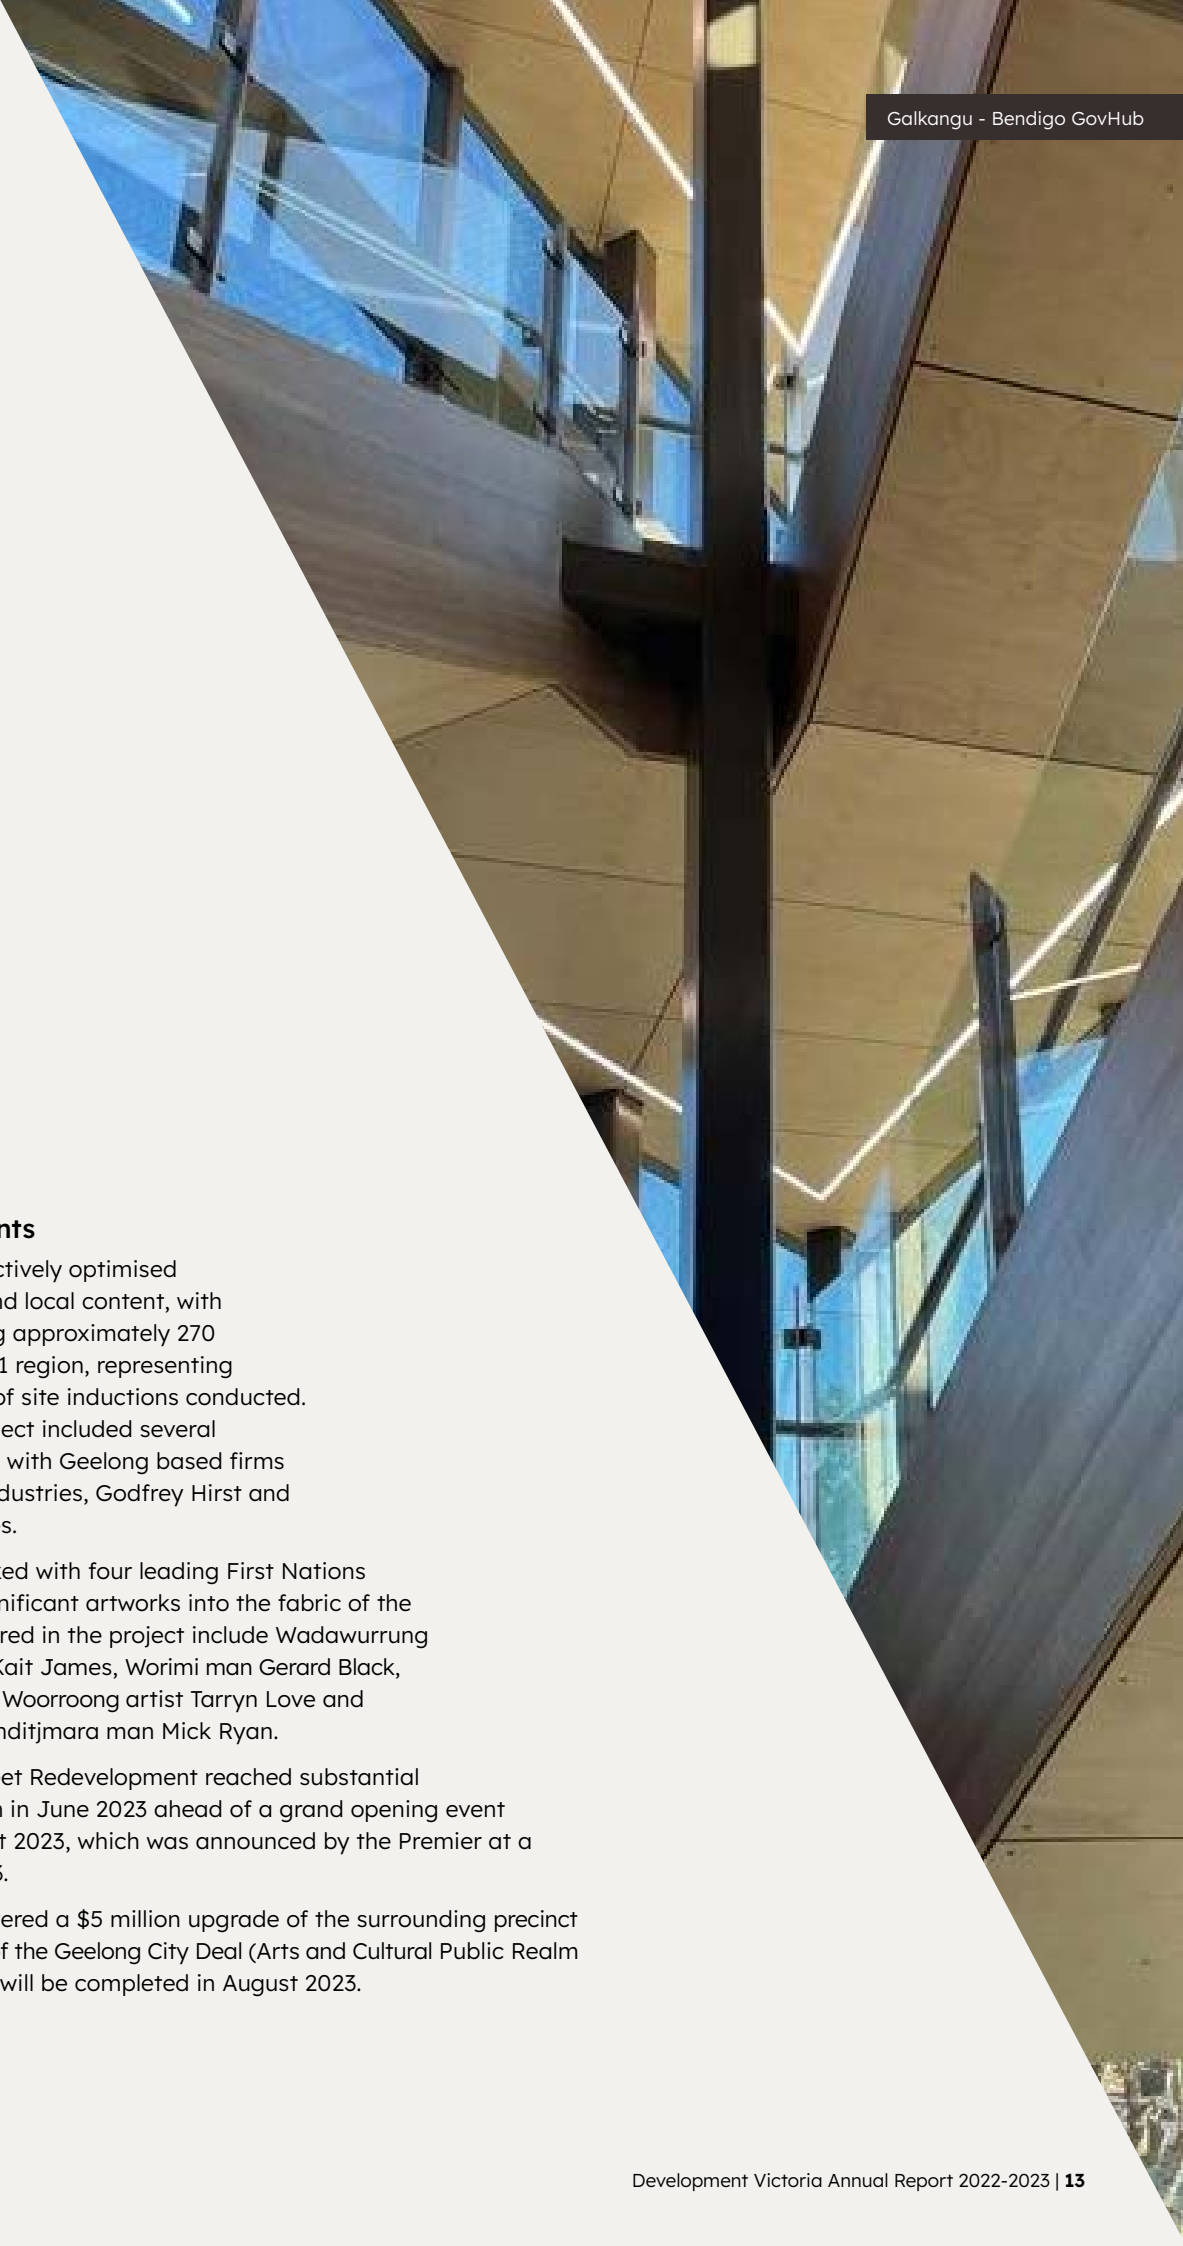 Galkangu - Bendigo GovHub
nts
ctively optimised
nd local content, with
g approximately 270
1 region, representing
of site inductions conducted.
ect included several
with Geelong based firms
dustries, Godfrey Hirst and
s.
ked with four leading First Nations
nificant artworks into the fabric of the
red in the project include Wadawurrung
Kait James, Worimi man Gerard Black,
Woorroong artist Tarryn Love and
nditjmara man Mick Ryan.
et Redevelopment reached substantial
n in June 2023 ahead of a grand opening event
t 2023, which was announced by the Premier at a
3.
ered a $5 million upgrade of the surrounding precinct
f the Geelong City Deal (Arts and Cultural Public Realm
will be completed in August 2023.
Development Victoria Annual Report 2022-2023 | 13